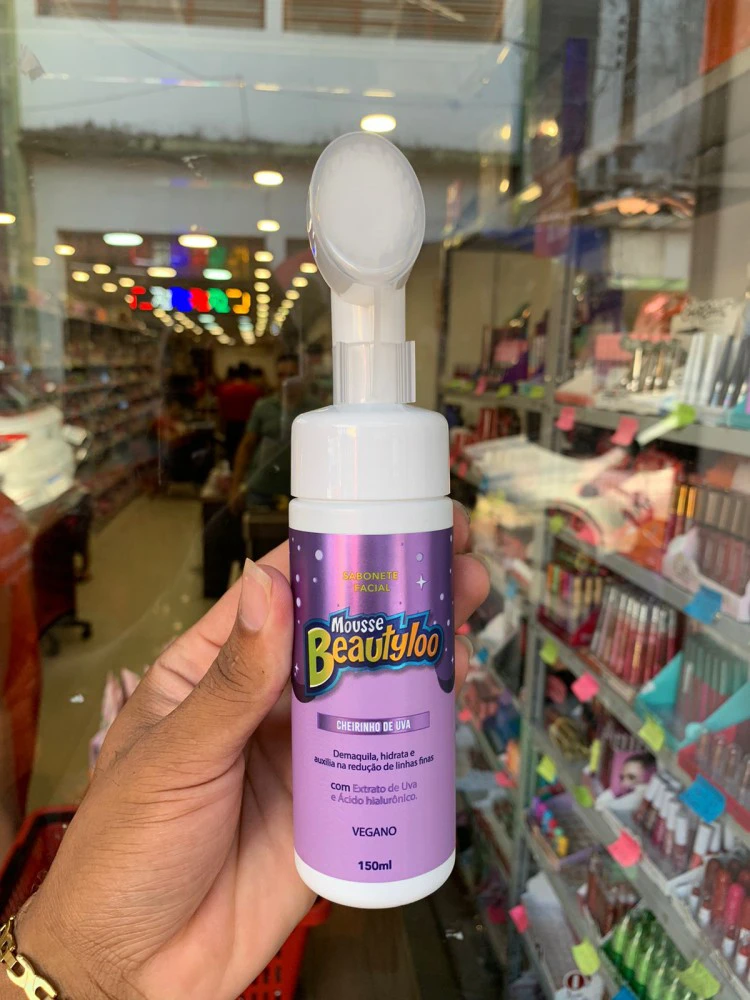 SABONETE
FACIAL
Mousse
Beautyloo
CHEIRINHO DE UVA
Demaquila, hidrata e
auxilia na redução de linhas finas
com Extrato de Uva
e Ácido hialurônico.
VEGANO
150ml